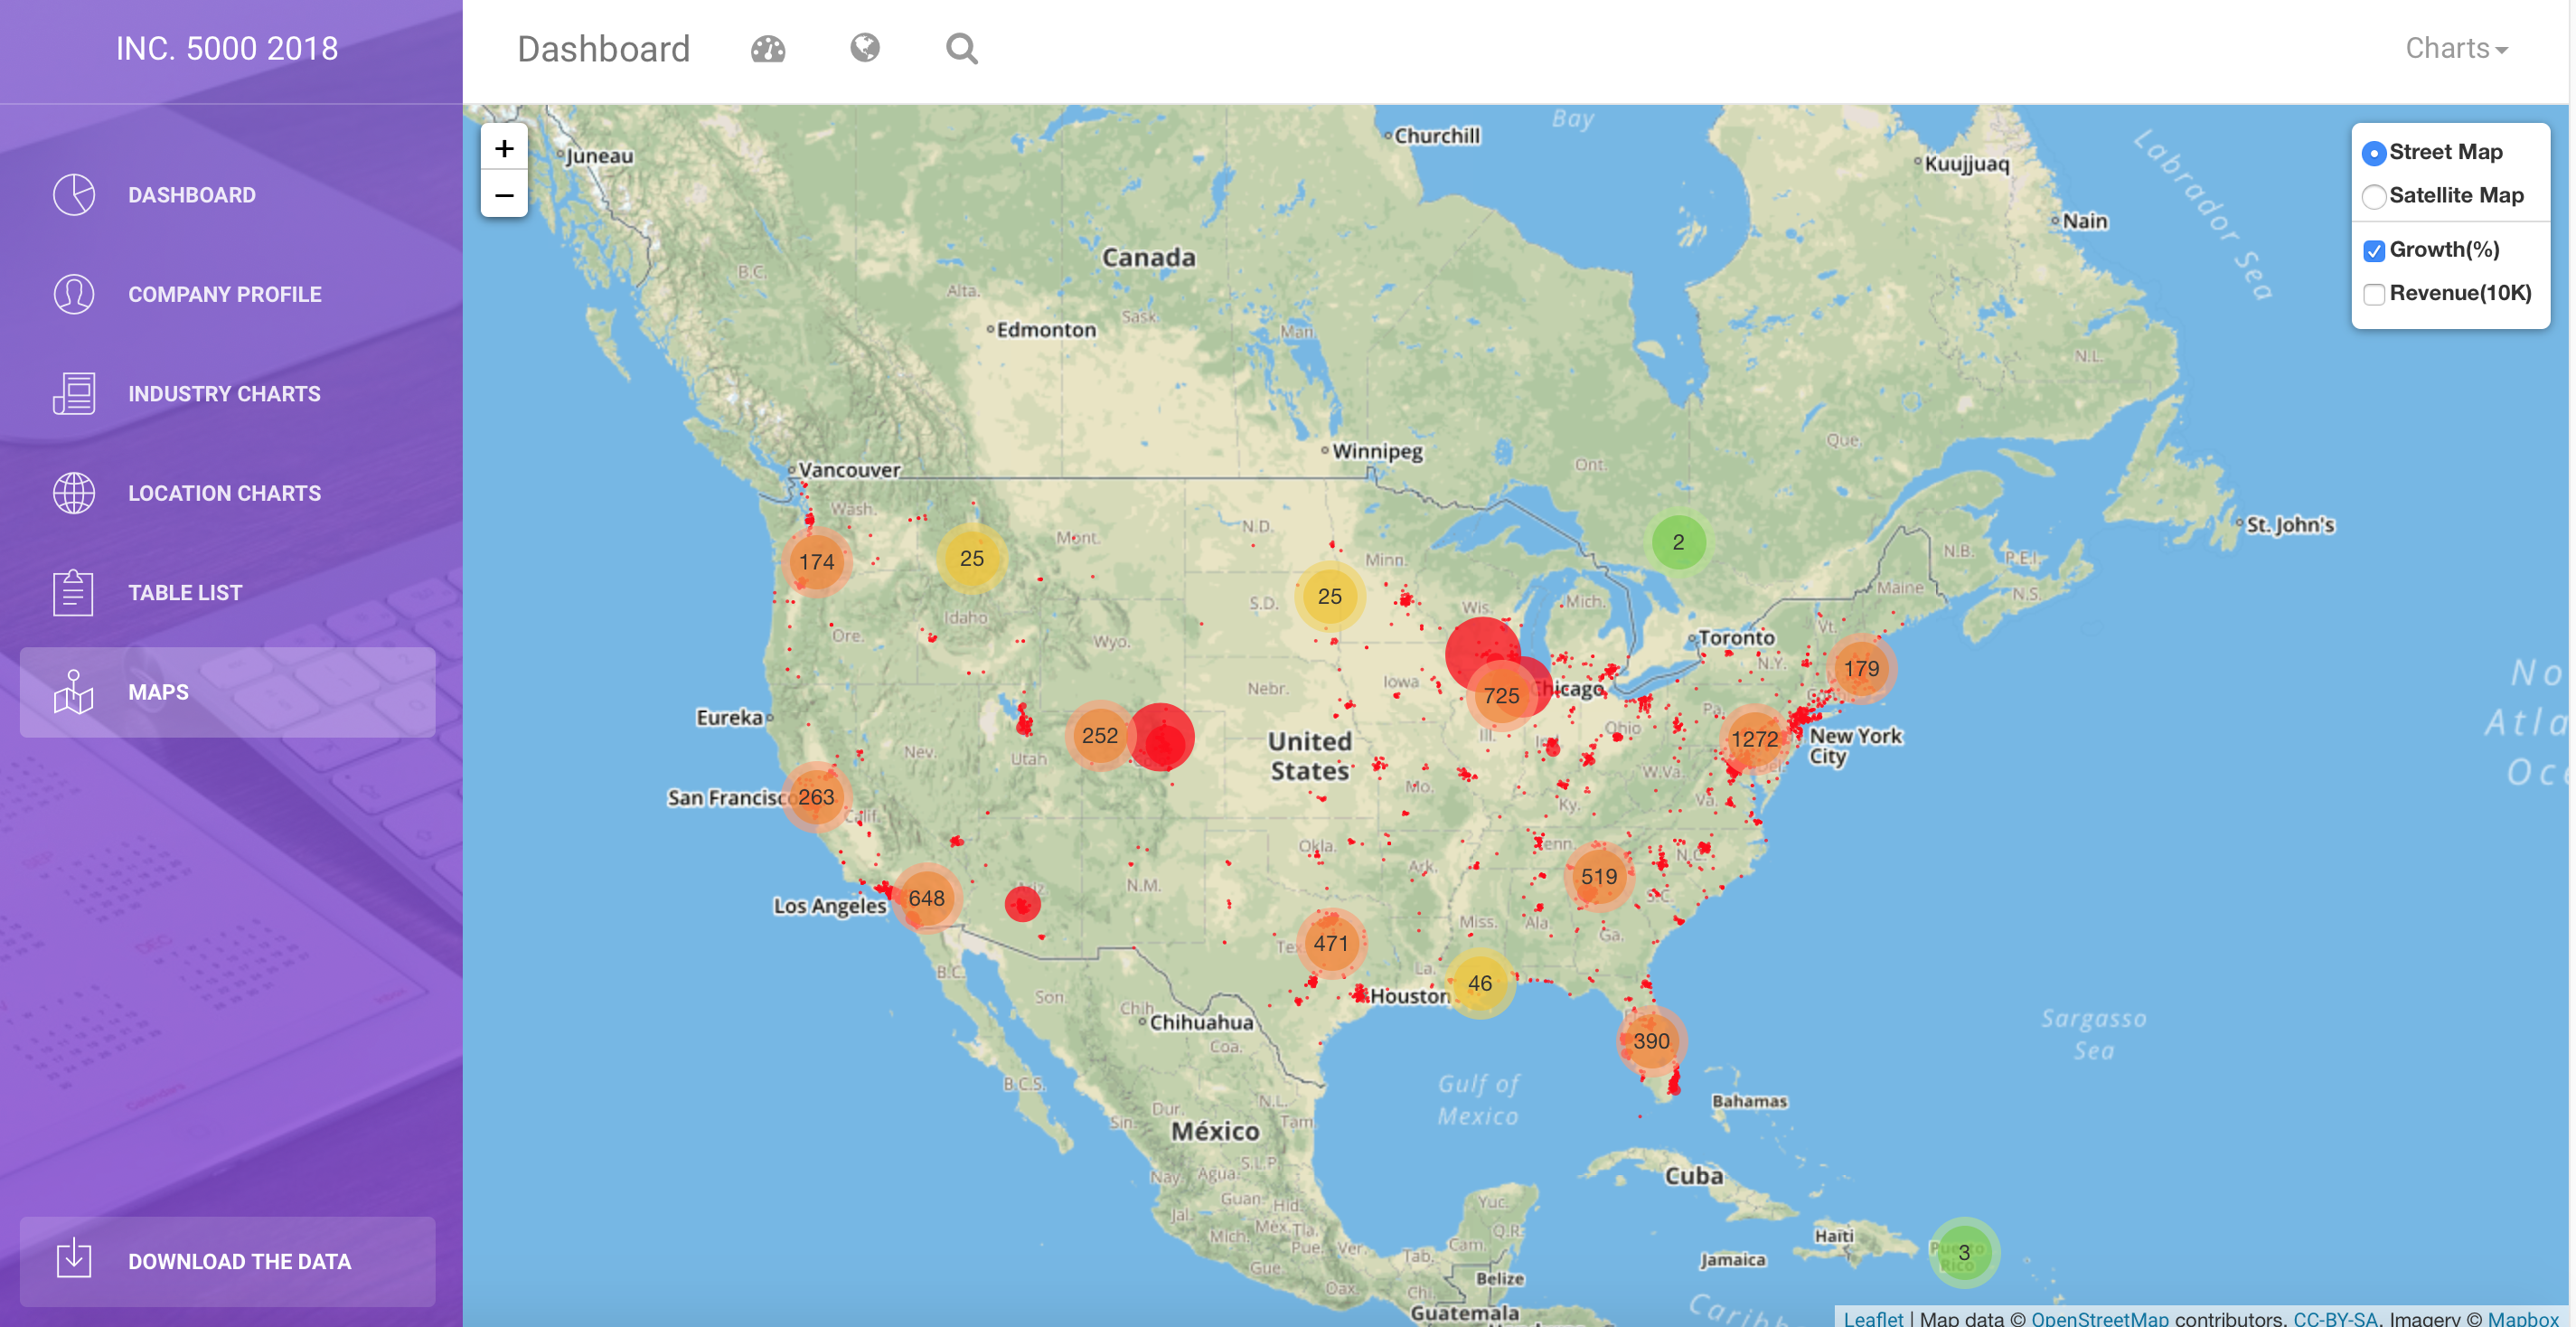 INC. 5000 2018
DASHBOARD
COMPANY PROFILE
INDUSTRY CHARTS
LOCATION CHARTS
TABLE LIST
MAPS
DOWNLOAD THE DATA
Dashboard
Charts
+
−
Street Map
Satellite Map
Growth(%)
Revenue(10K)
Bay
Churchill
Juneau
Kuujjuaq
Labrador Sea
Nain
Canada
B.C.
Alta.
Sask.
Man.
Edmonton
N.L.
Que.
Winnipeg
Ont.
Vancouver
Wash.
N.D.
St. John's
Mont.
Minn.
N.B.
P.E.I.
174
25
25
2
Maine
N.S.
Idaho
S.D.
Wis.
Mich.
Ore.
Wyo.
Vt.
Toronto
N.Y.
179
Nebr.
Iowa
725
Chicago
No
Atla
Oce
Eureka
252
United
States
Ill.
Ohio
Pa.
1272
New York
City
Nev.
Utah
Mo.
W.Va.
Del.
San Francisco
263
Calif.
Ky.
Va.
Okla.
Ark.
Tenn.
N.C.
519
Los Angeles
648
Ariz.
N.M.
S.C.
Miss.
Ala.
Ga.
471
Tex.
La.
B.C.
Son.
Chih.
Houston
46
Chihuahua
Coa.
390
Sargasso
Sea
B.C.S.
Gulf of
Mexico
Bahamas
Dur.
N.L.
Sin.
México
Tam.
Nay.
Agua.
S.L.P.
Cuba
Guan.
Hid.
Yuc.
Jal.
Méx.
Tla.
Q.R.
Mich.
Pue.
Ver.
Tab.
Cam.
Haiti
Puerto
Rico
3
Gue.
Oax.
Chi.
Belize
Jamaica
Guatemala
Caribb
Leaflet | Map data © OpenStreetMap contributors, CC-BY-SA, Imagery © Mapbox